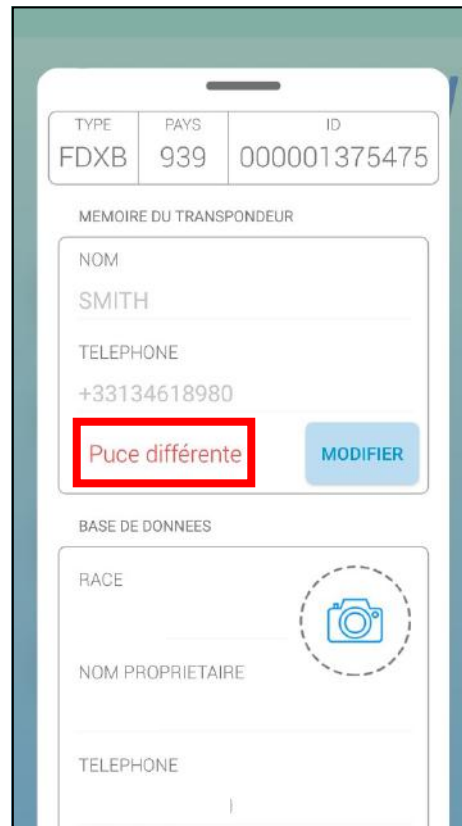 TYPE PAYS ID
FDXB 939 000001375475
MEMOIRE DU TRANSPONDEUR
NOM
SMITH
TELEPHONE
+33134618980
Puce différente MODIFIER
BASE DE DONNEES
RACE
NOM PROPRIETAIRE
TELEPHONE